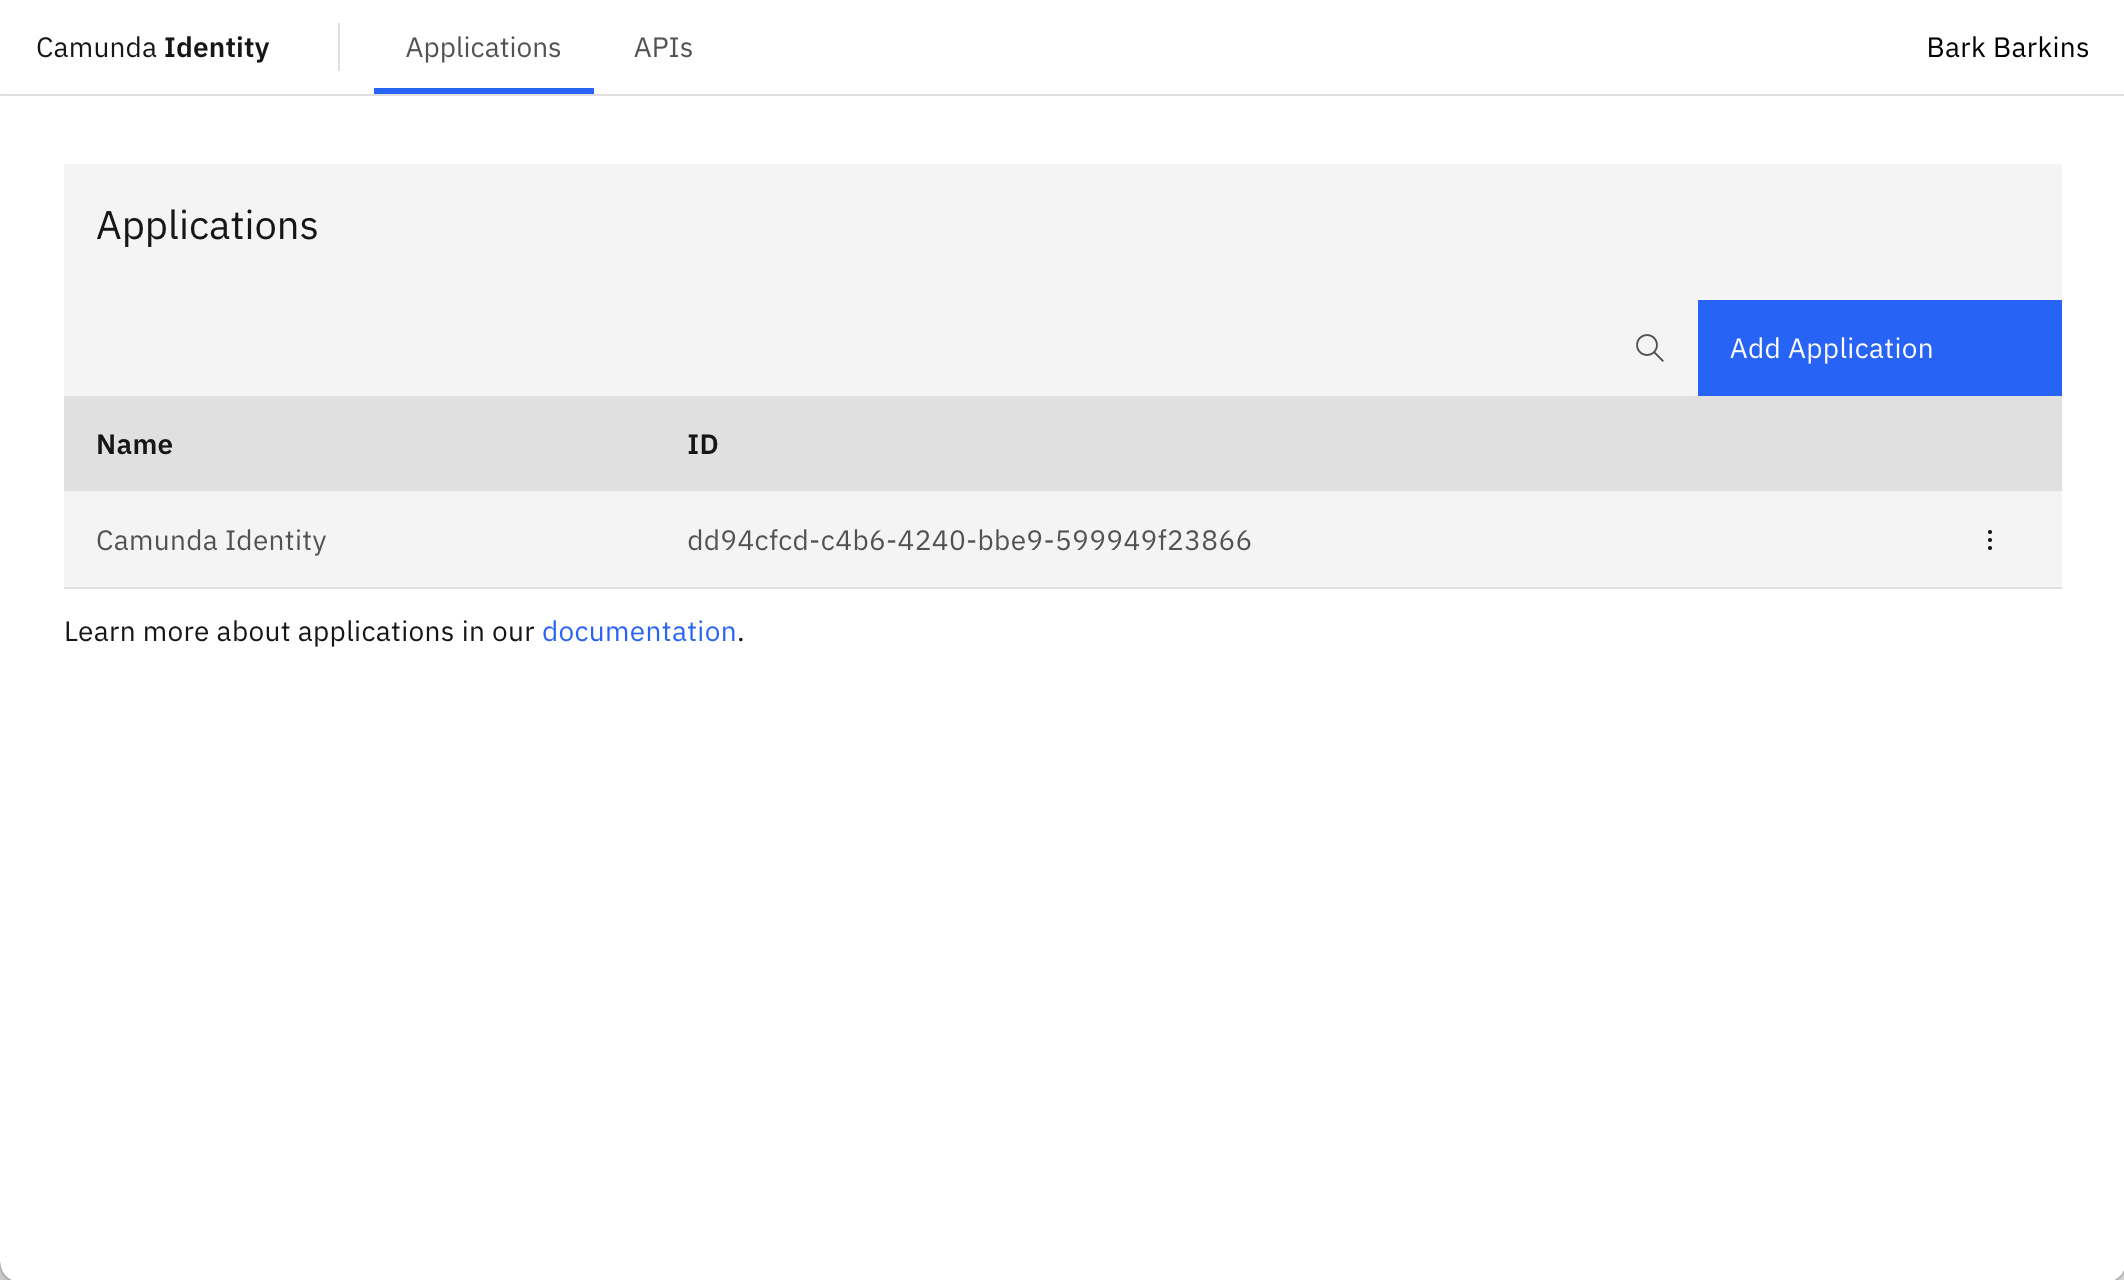 Camunda Identity Applications APIs Bark Barkins
Applications
Add Application
Name ID
Camunda Identity dd94cfcd-c4b6-4240-bbe9-599949f23866
Learn more about applications in our documentation.